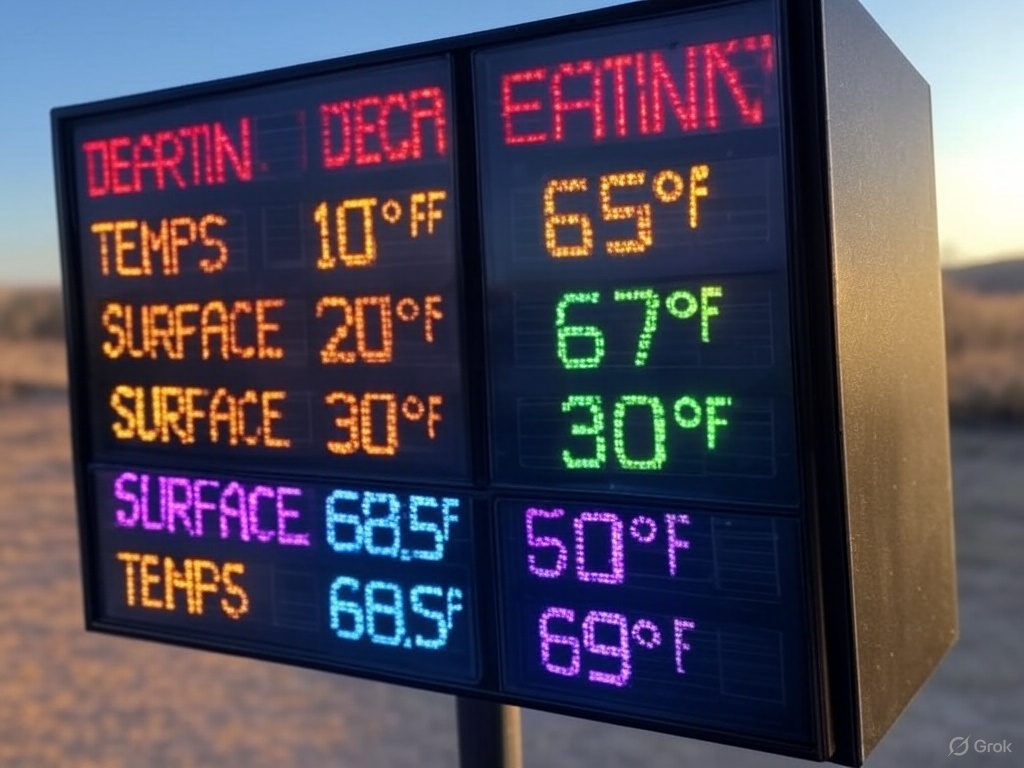 DEARTIN DECA
TEMPS 10°FF
SURFACE 20°F
SURFACE 30°F
SURFACE 68.5F
TEMPS 68.5F
65°F
67°F
30°F
50°F
69°F
Grok